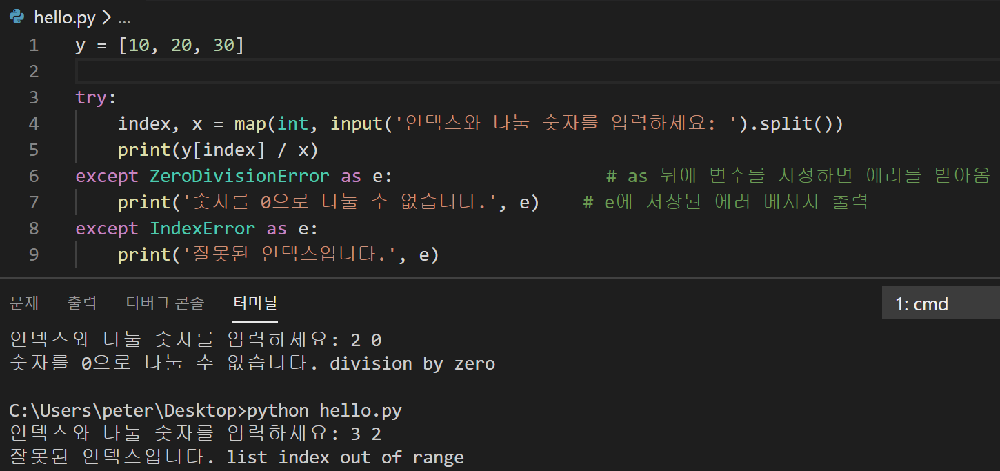 hello.py > ...
1 y = [10, 20, 30]
2
3 try:
4     index, x = map(int, input('인덱스와 나눌 숫자를 입력하세요: ').split())
5     print(y[index] / x)
6 except ZeroDivisionError as e:                    # as 뒤에 변수를 지정하면 에러를 받아옴
7     print('숫자를 0으로 나눌 수 없습니다.', e)    # e에 저장된 에러 메시지 출력
8 except IndexError as e:
9     print('잘못된 인덱스입니다.', e)
문제 출력 디버그 콘솔 터미널 1: cmd
인덱스와 나눌 숫자를 입력하세요: 2 0
숫자를 0으로 나눌 수 없습니다. division by zero
C:\Users\peter\Desktop>python hello.py
인덱스와 나눌 숫자를 입력하세요: 3 2
잘못된 인덱스입니다. list index out of range